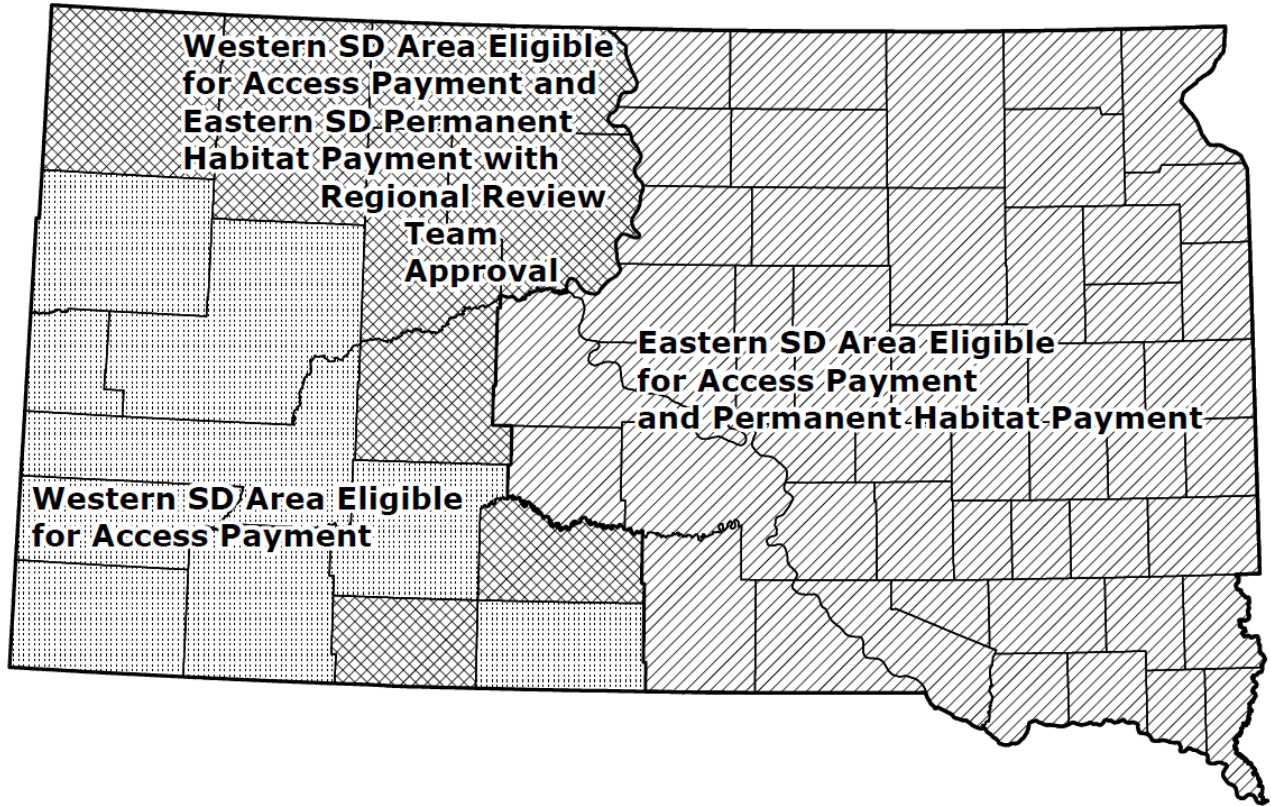 Western SD Area Eligible
for Access Payment and
Eastern SD Permanent
Habitat Payment with
Regional Review
Team
Approval
Eastern SD Area Eligible
for Access Payment
and Permanent Habitat Payment
Western SD Area Eligible
for Access Payment